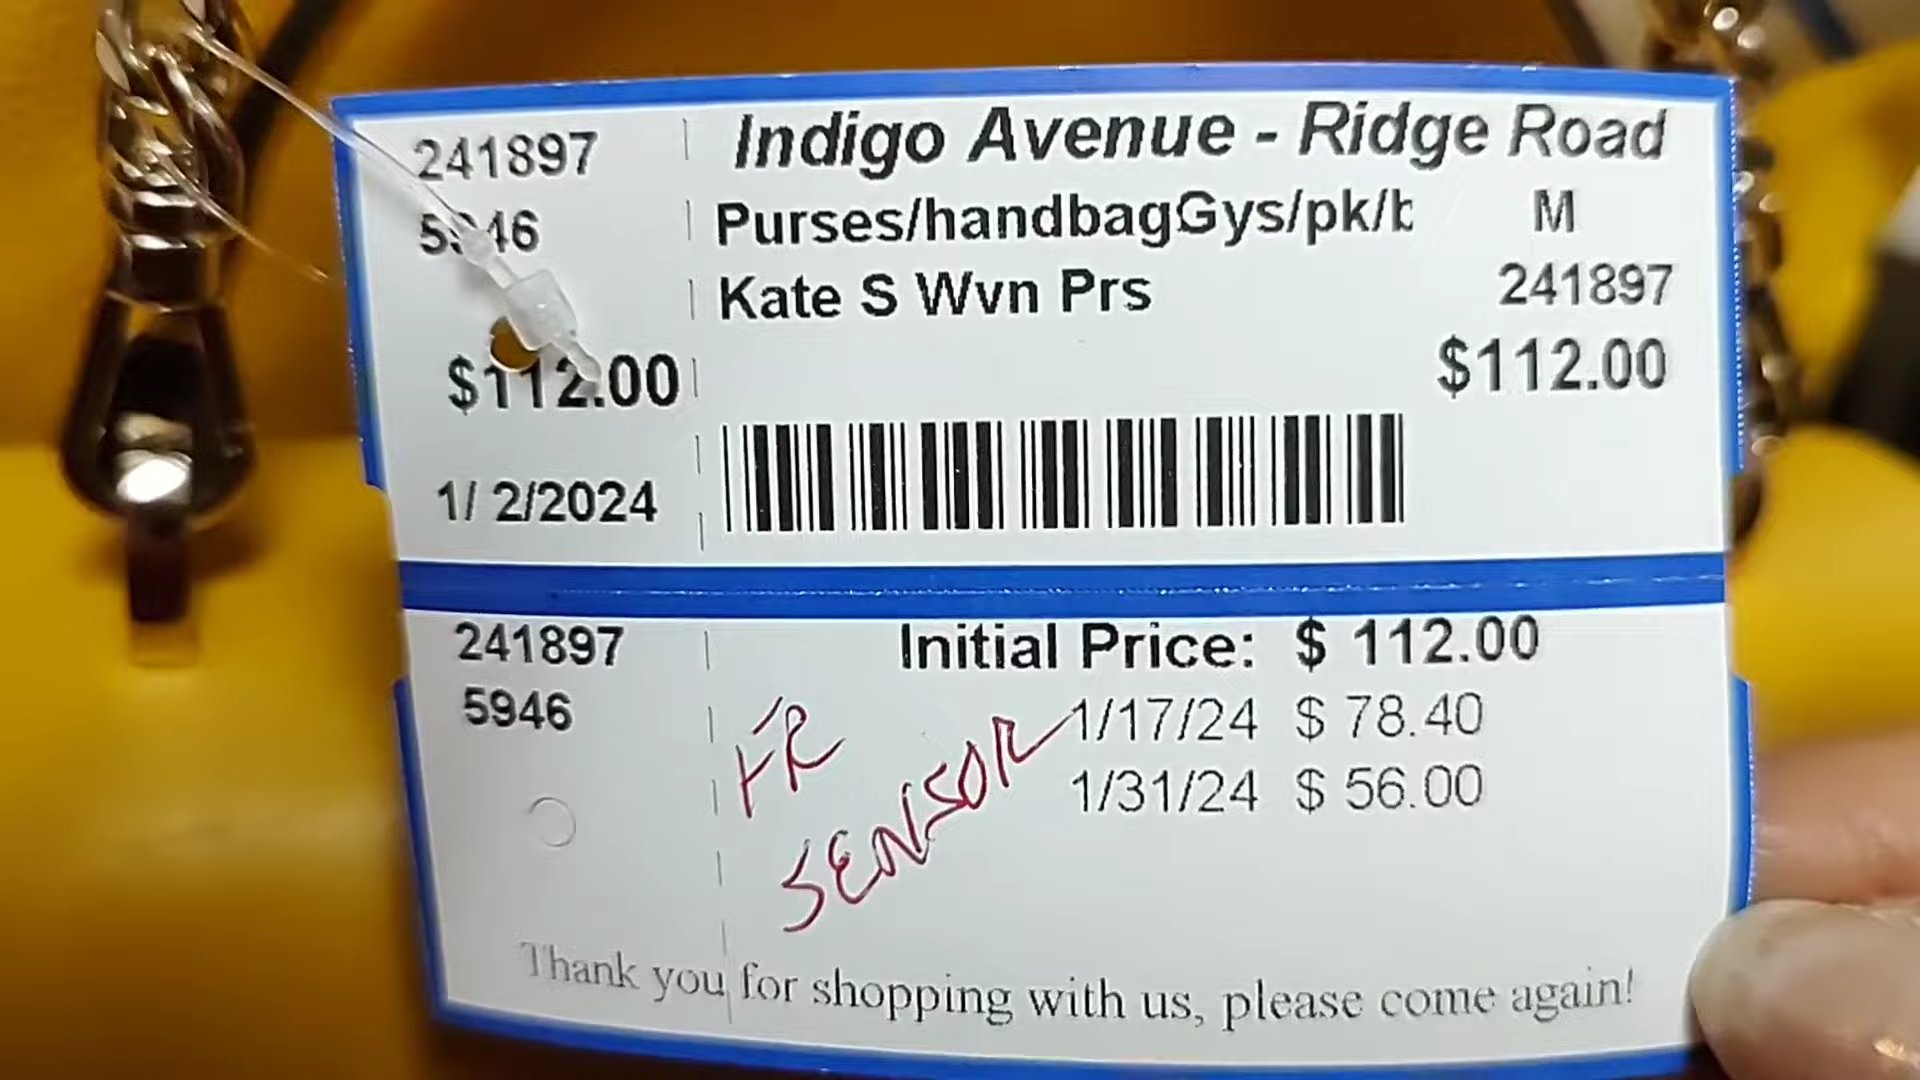 241897
Indigo Avenue - Ridge Road
5946
Purses/handbagGys/pk/b
M
Kate S Wvn Prs
241897
$112.00
$112.00
1/ 2/2024
241897
Initial Price: $ 112.00
5946
1/17/24 $ 78.40
1/31/24 $ 56.00
SENSOR
Thank you for shopping with us, please come again!